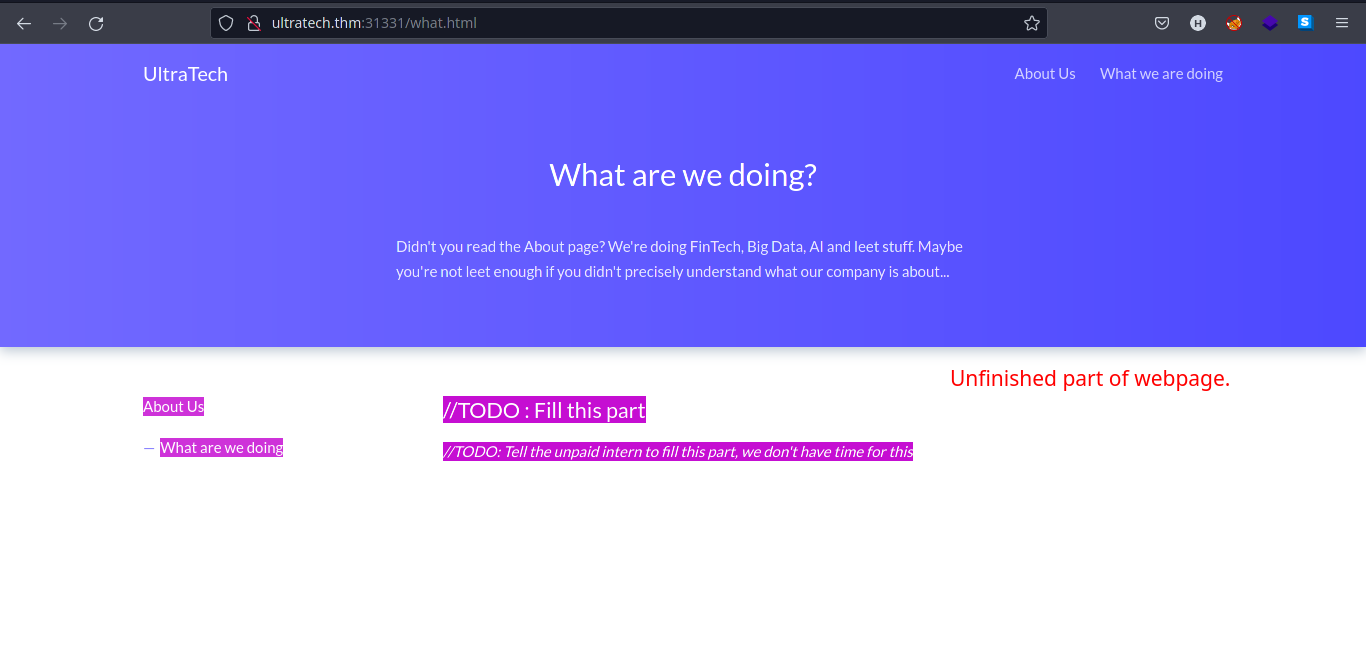 ultratech.thm:31331/what.html
H
S
UltraTech
About Us
What we are doing
What are we doing?
Didn't you read the About page? We're doing FinTech, Big Data, AI and leet stuff. Maybe
you're not leet enough if you didn't precisely understand what our company is about...
Unfinished part of webpage.
About Us
— What are we doing
//TODO : Fill this part
//TODO: Tell the unpaid intern to fill this part, we don't have time for this